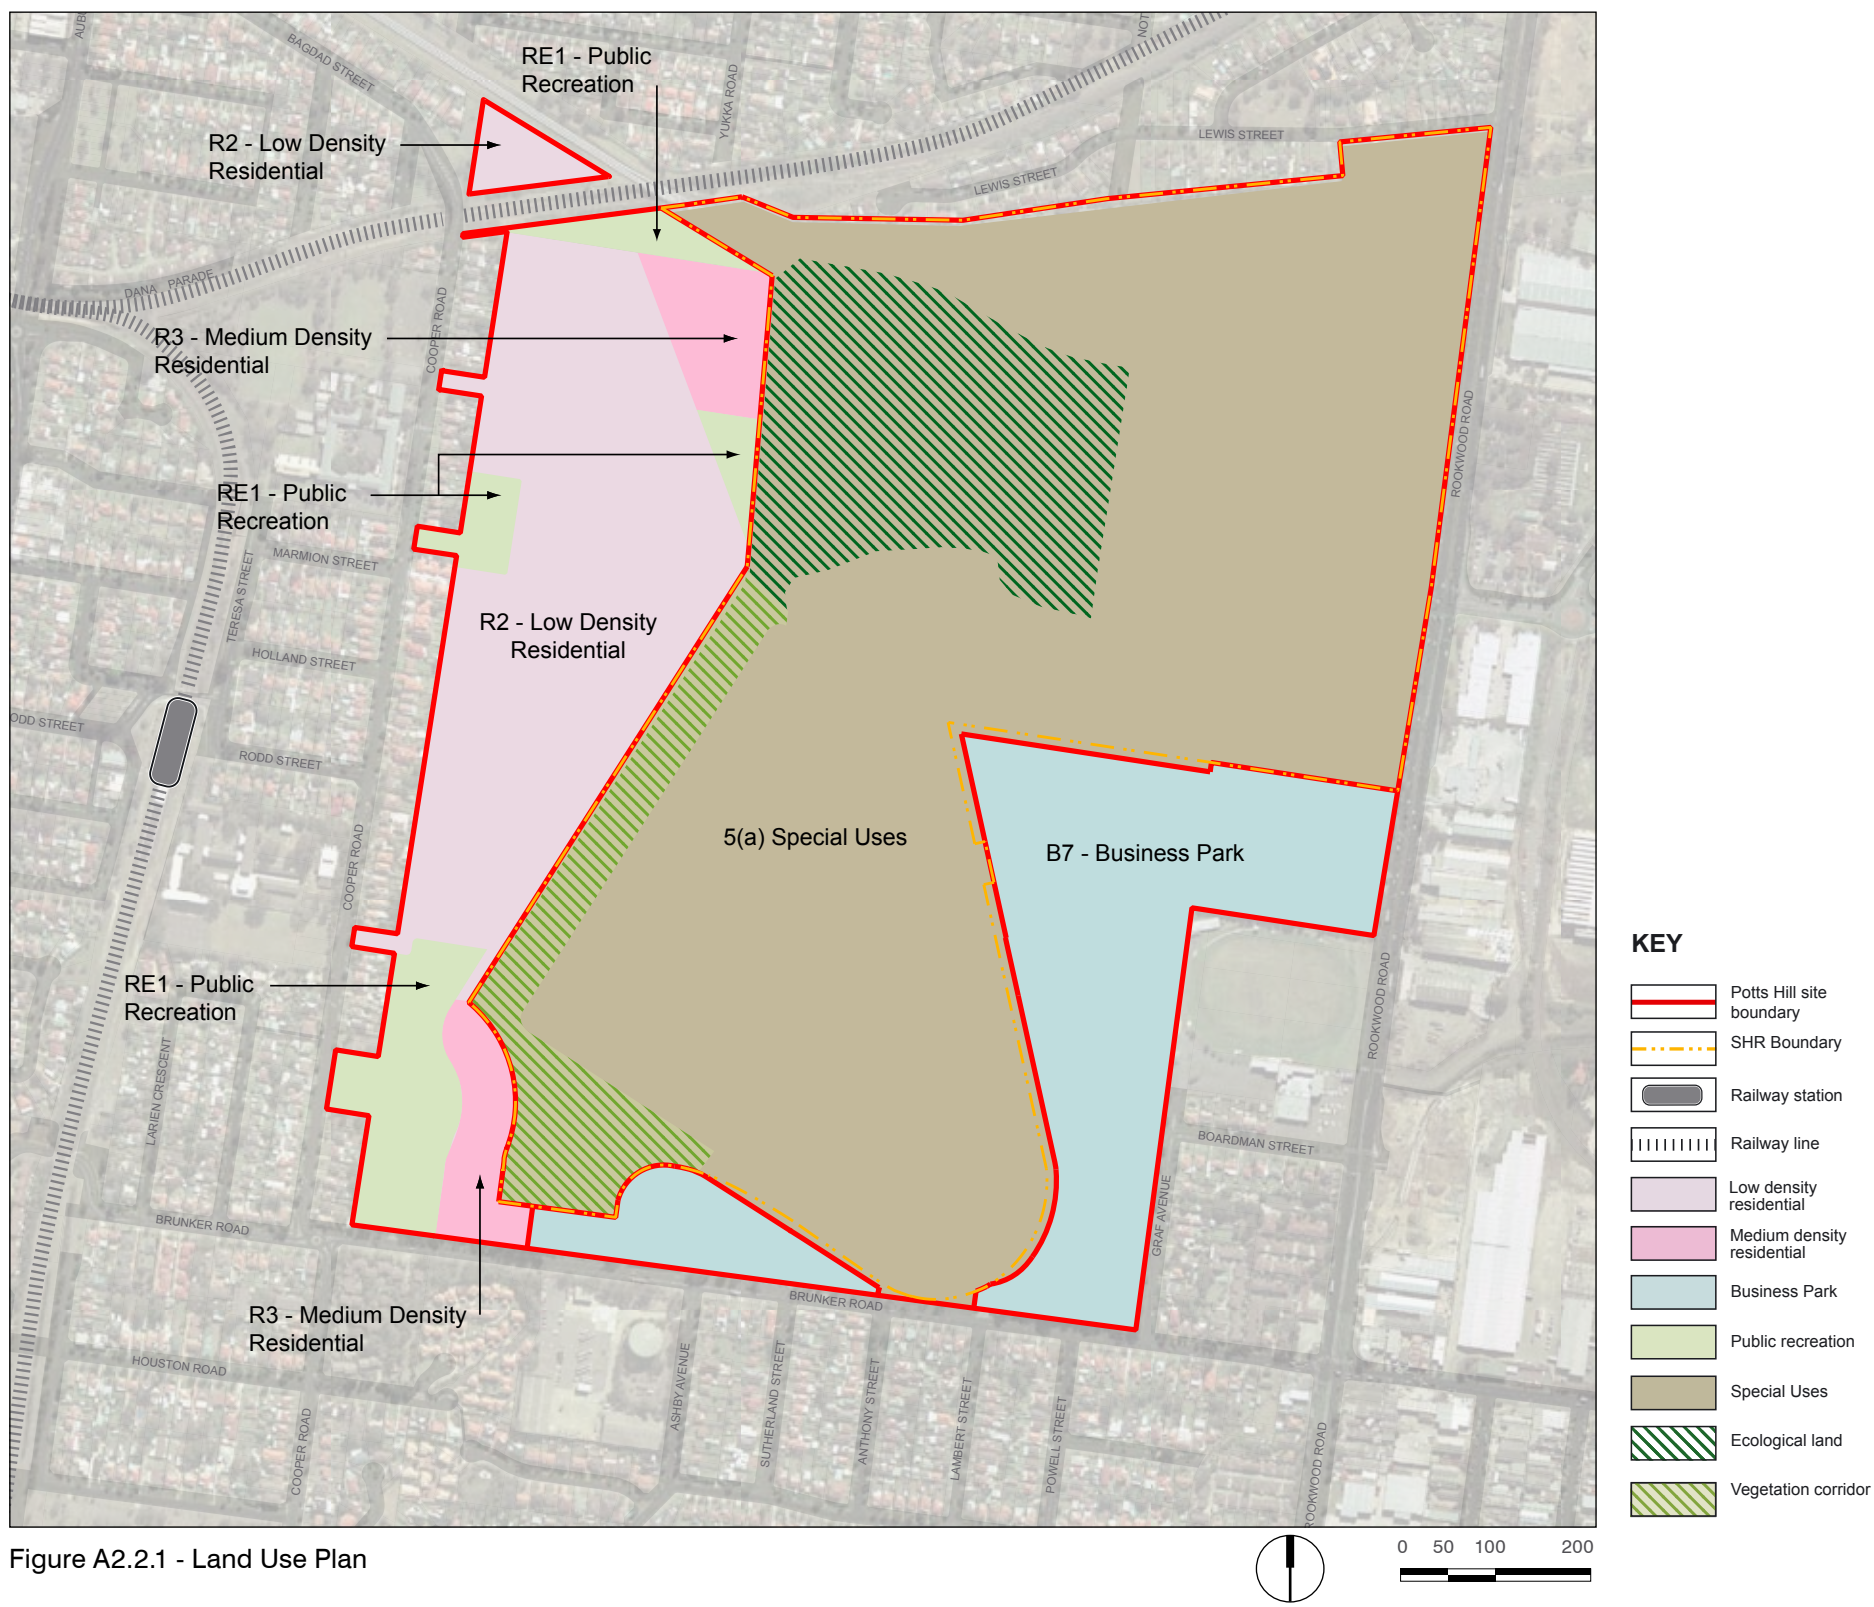 AUBU
BAGDAD STREET
RE1 - Public
Recreation
YUKKA ROAD
NOT
R2 - Low Density
Residential
LEWIS STREET
LEWIS STREET
DANA PARADE
COOPER ROAD
R3 - Medium Density
Residential
ROOKWOOD ROAD
RE1 - Public
Recreation
MARMION STREET
TERESA STREET
R2 - Low Density
Residential
HOLLAND STREET
ODD STREET
RODD STREET
5(a) Special Uses
B7 - Business Park
COOPER ROAD
RE1 - Public
Recreation
ROOKWOOD ROAD
LARIEN CRESCENT
BOARDMAN STREET
GRAF AVENUE
BRUNKER ROAD
BRUNKER ROAD
R3 - Medium Density
Residential
HOUSTON ROAD
COOPER ROAD
ASHBY AVENUE
SUTHERLAND STREET
ANTHONY STREET
LAMBERT STREET
POWELL STREET
ROOKWOOD ROAD
KEY
Potts Hill site
boundary
SHR Boundary
Railway station
Railway line
Low density
residential
Medium density
residential
Business Park
Public recreation
Special Uses
Ecological land
Vegetation corridor
Figure A2.2.1 - Land Use Plan
0 50 100 200